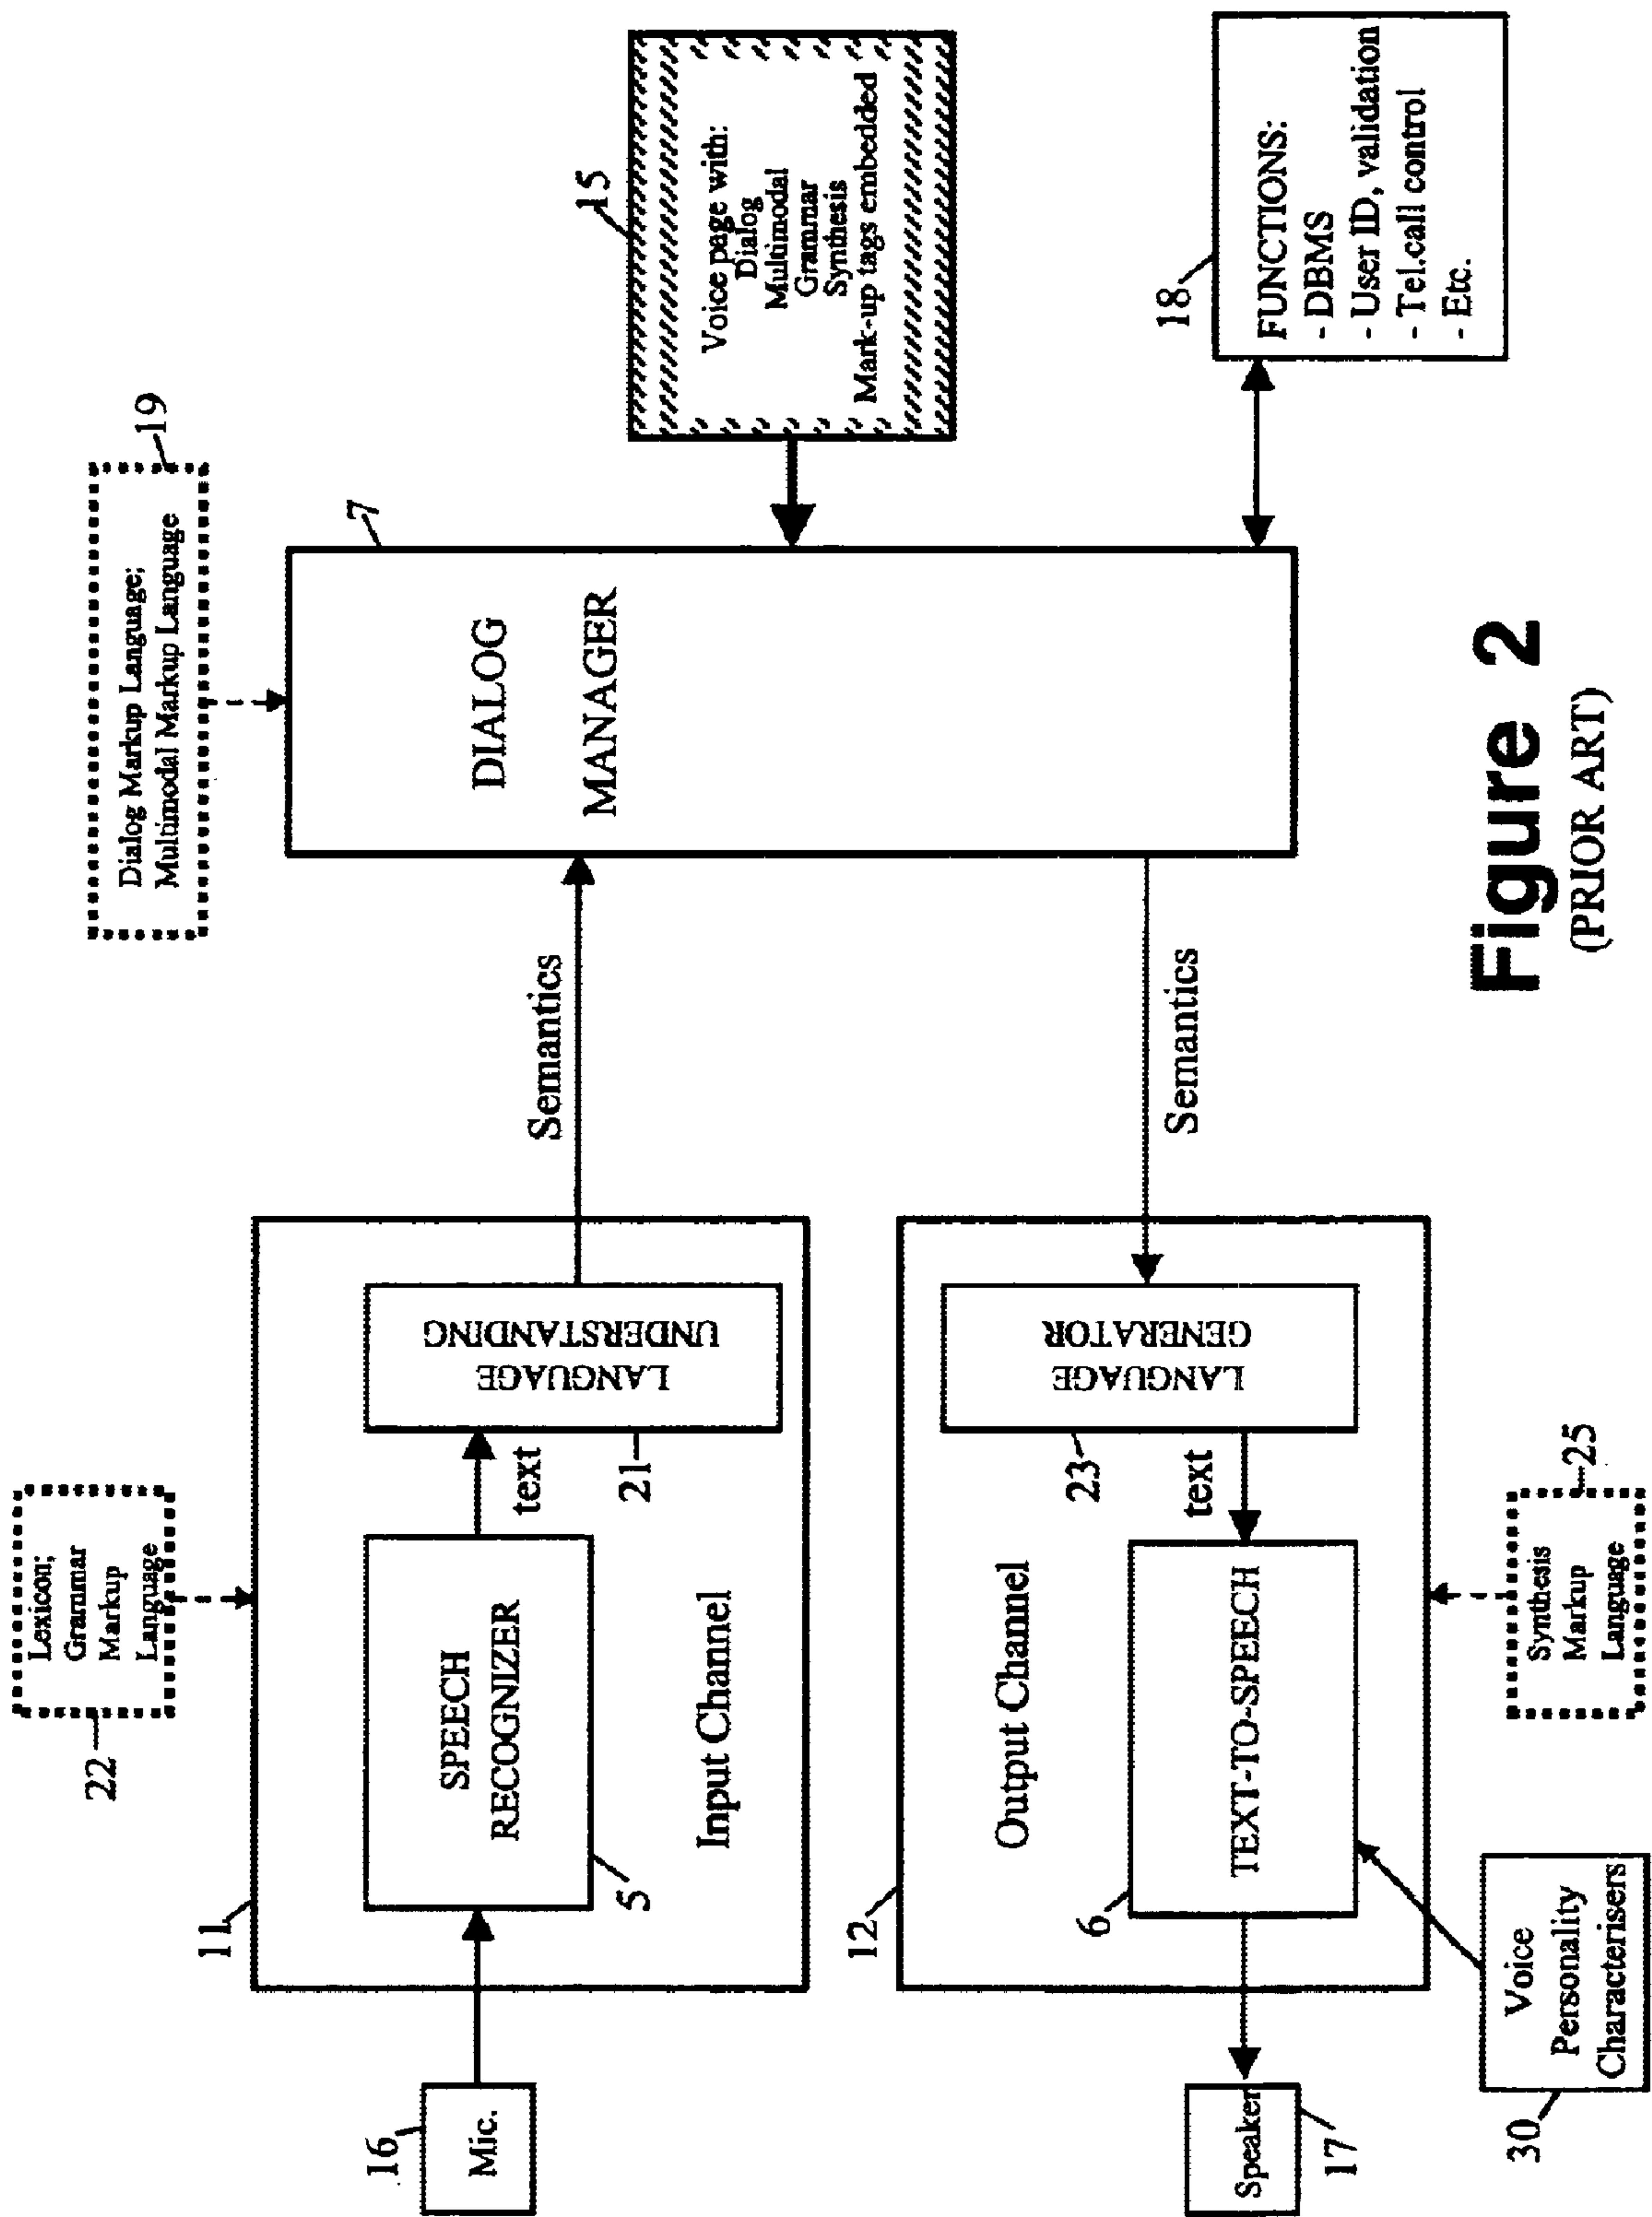 22
Lexicon;
Grammar
Markup
Language
Dialog Markup Language;
Multimodal Markup Language
19
11
16
Mic.
SPEECH
RECOGNIZER
5
text
LANGUAGE
UNDERSTANDING
21
Input Channel
Semantics
7
DIALOG
MANAGER
15
Voice page with:
Dialog
Multimodal
Grammar
Synthesis
Mark-up tags embedded
12
Output Channel
Speaker
17
6
TEXT-TO-SPEECH
text
LANGUAGE
GENERATOR
23
Semantics
18
FUNCTIONS:
- DBMS
- User ID, validation
- Tel.call control
- Etc.
30
Voice
Personality
Characterisers
Synthesis
Markup
Language
25
Figure 2
(PRIOR ART)